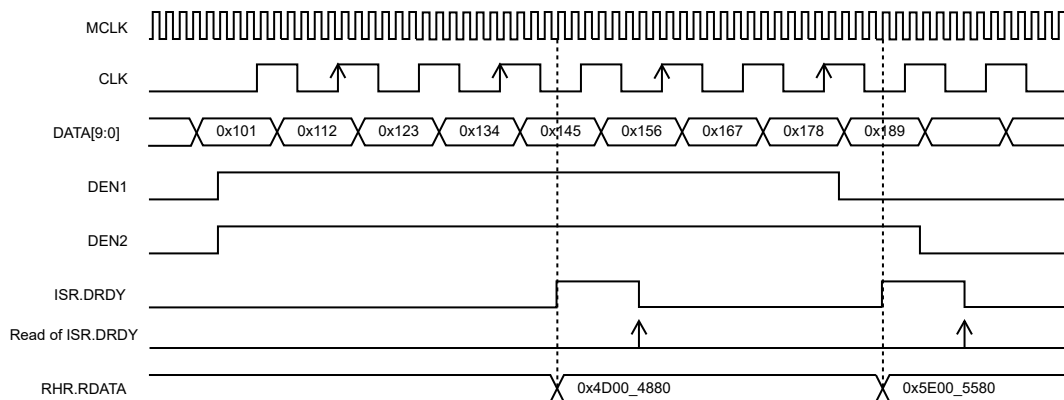 MCLK
CLK
DATA[9:0] 0x101 0x112 0x123 0x134 0x145 0x156 0x167 0x178 0x189
DEN1
DEN2
ISR.DRDY
Read of ISR.DRDY
RHR.RDATA 0x4D00_4880 0x5E00_5580